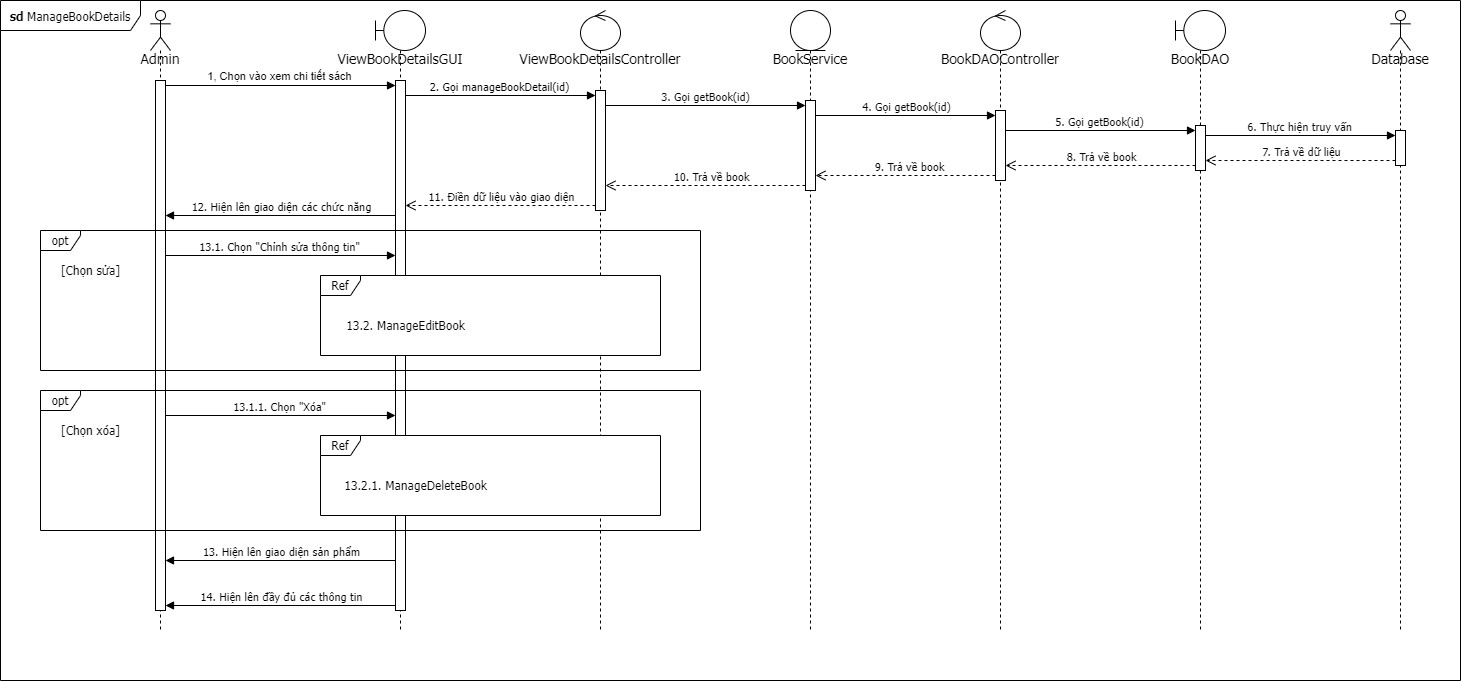 sd ManageBookDetails
Admin
ViewBookDetailsGUI
ViewBookDetailsController
BookService
BookDAOController
BookDAO
Database
1, Chọn vào xem chi tiết sách
2. Gọi manageBookDetail(id)
3. Gọi getBook(id)
4. Gọi getBook(id)
5. Gọi getBook(id)
6. Thực hiện truy vấn
7. Trả về dữ liệu
8. Trả về book
9. Trả về book
10. Trả về book
11. Điền dữ liệu vào giao diện
12. Hiện lên giao diện các chức năng
opt
13.1. Chọn "Chỉnh sửa thông tin"
[Chọn sửa]
Ref
13.2. ManageEditBook
opt
13.1.1. Chọn "Xóa"
[Chọn xóa]
Ref
13.2.1. ManageDeleteBook
13. Hiện lên giao diện sản phẩm
14. Hiện lên đầy đủ các thông tin